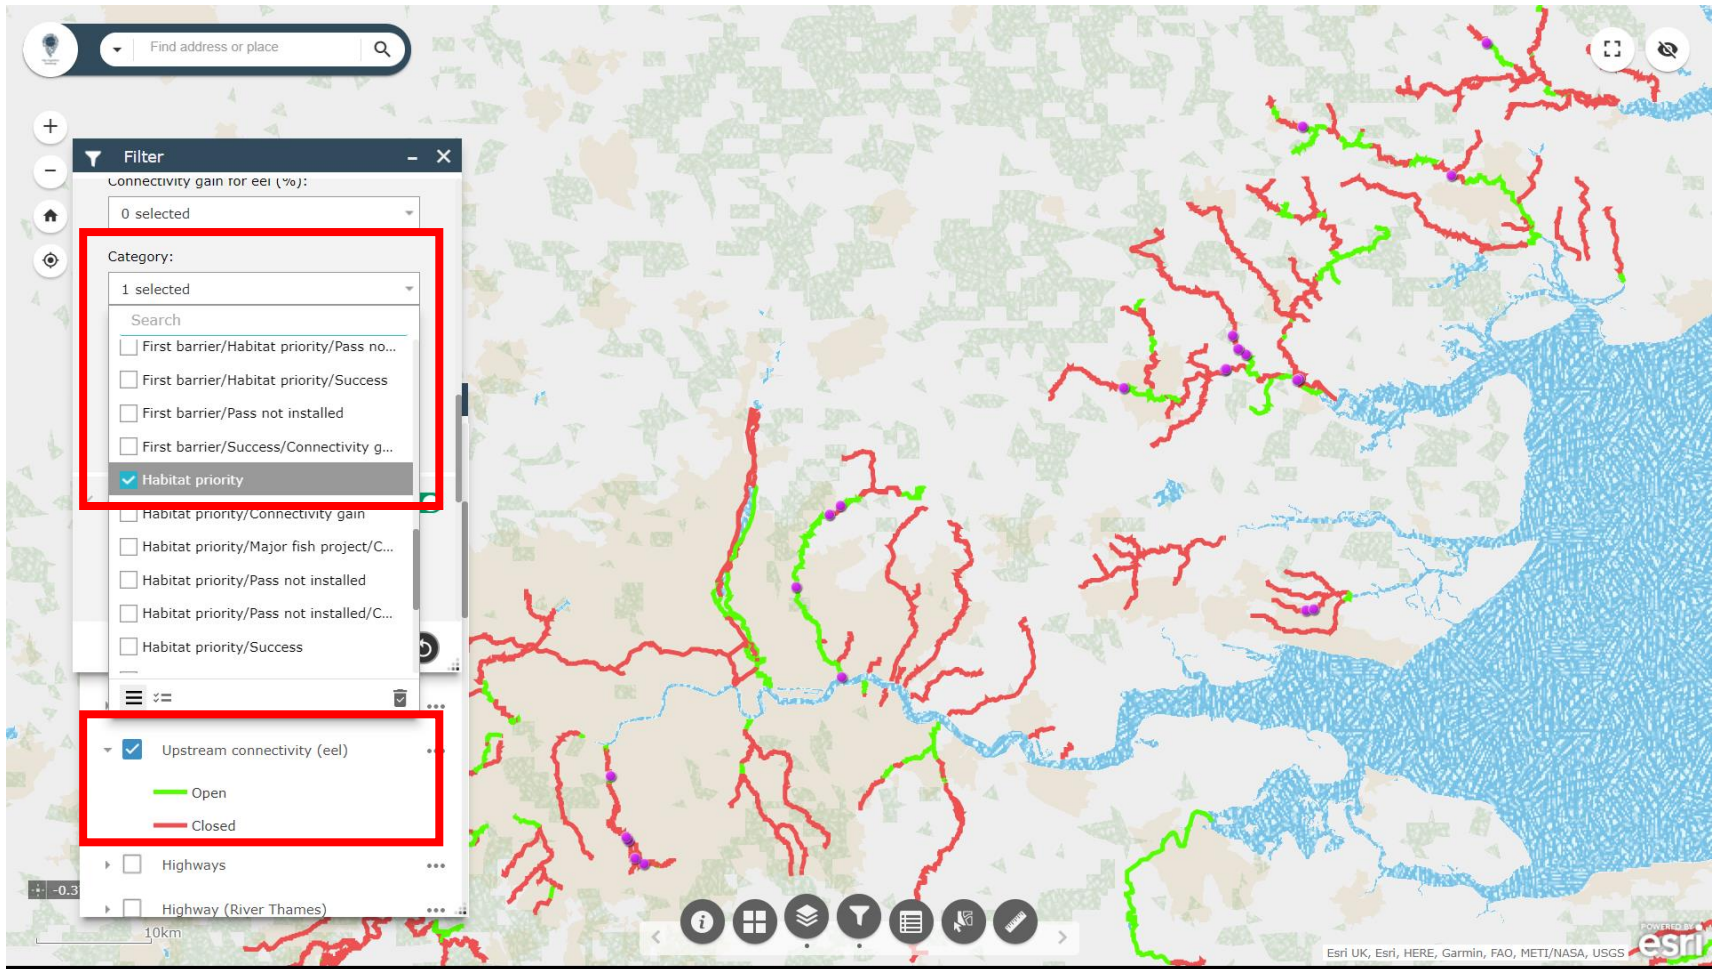 Find address or place
Filter
Connectivity gain for eel (%):
0 selected
Category:
1 selected
Search
First barrier/Habitat priority/Pass no...
First barrier/Habitat priority/Success
First barrier/Pass not installed
First barrier/Success/Connectivity g...
Habitat priority
Habitat priority/Connectivity gain
Habitat priority/Major fish project/C...
Habitat priority/Pass not installed
Habitat priority/Pass not installed/C...
Habitat priority/Success
Upstream connectivity (eel)
Open
Closed
Highways
-0.3
Highway (River Thames)
10km
Esri UK, Esri, HERE, Garmin, FAO, METI/NASA, USGS
POWERED BY
esri